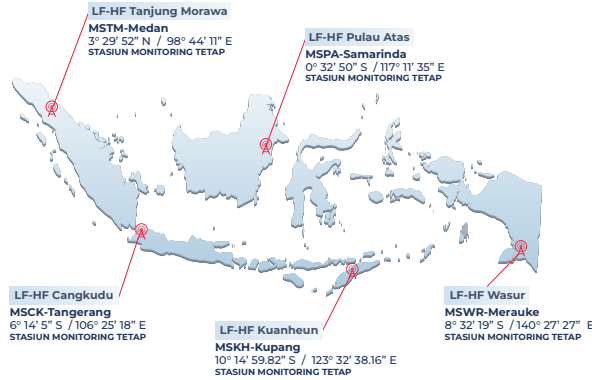 LF-HF Tanjung Morawa
MSTM-Medan
3° 29’ 52” N / 98° 44’ 11” E
STASIUN MONITORING TETAP
LF-HF Pulau Atas
MSPA-Samarinda
0° 32’ 50” S / 117° 11’ 35” E
STASIUN MONITORING TETAP
LF-HF Cangkudu
MSCK-Tangerang
6° 14’ 5” S / 106° 25’ 18” E
STASIUN MONITORING TETAP
LF-HF Kuanheun
MSKH-Kupang
10° 14’ 59.82” S / 123° 32’ 38.16” E
STASIUN MONITORING TETAP
LF-HF Wasur
MSWR-Merauke
8° 32’ 19” S / 140° 27’ 27” E
STASIUN MONITORING TETAP